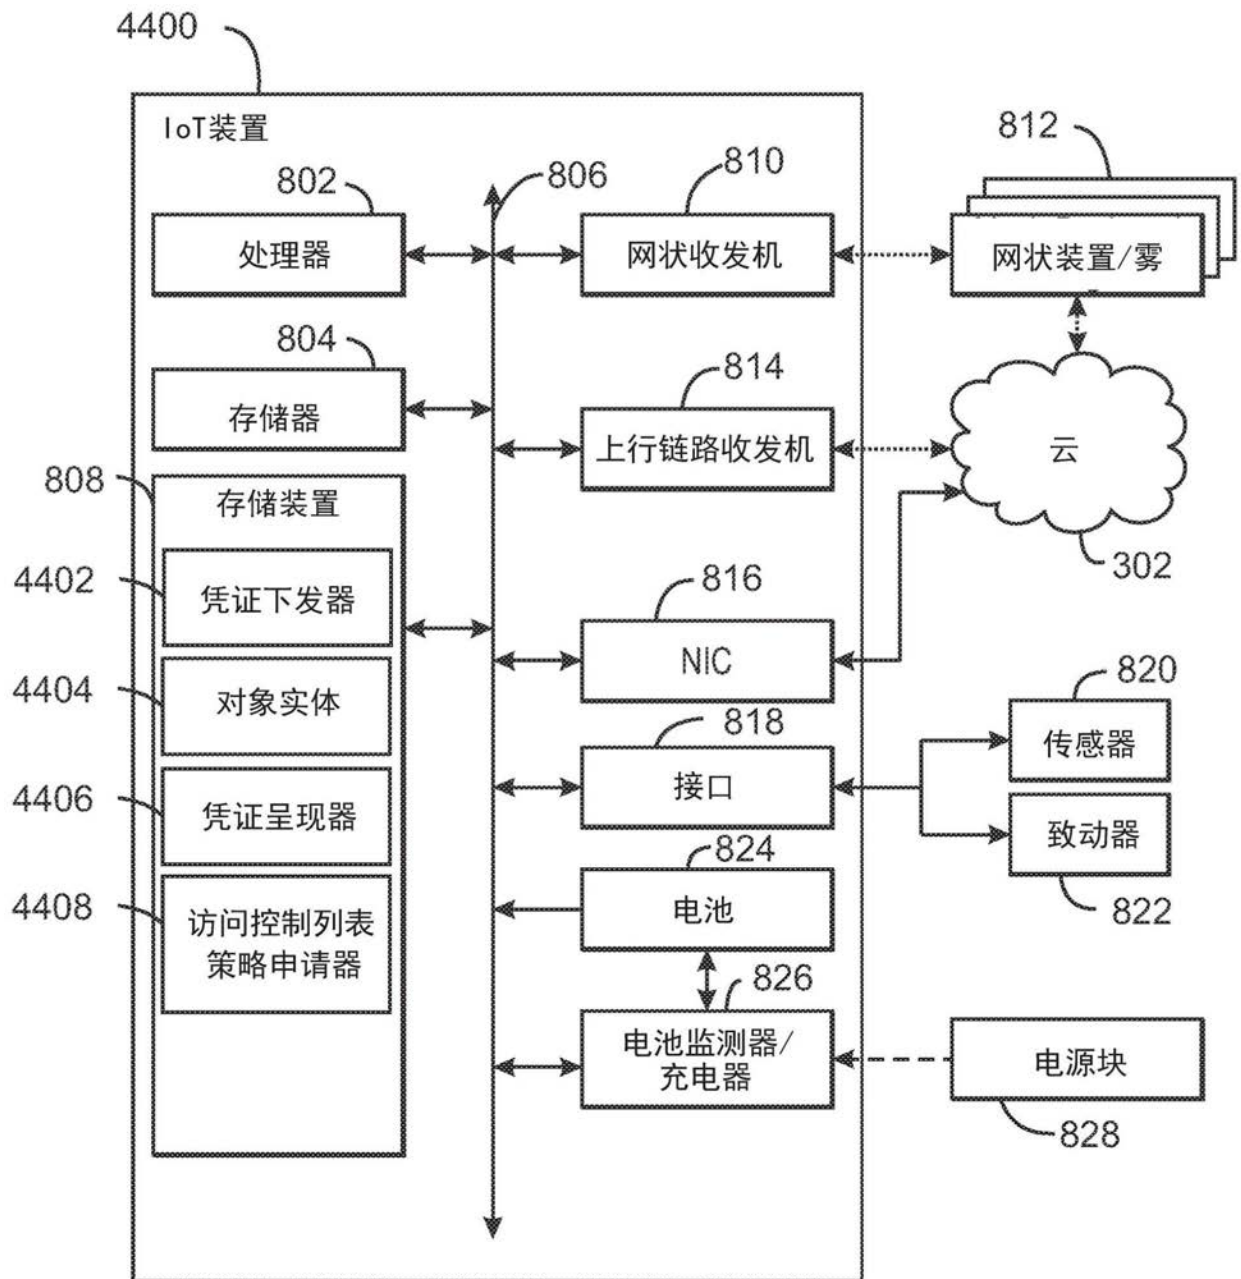 4400
IoT装置
802
处理器
806
810
网状收发机
812
网状装置/雾
804
存储器
814
上行链路收发机
云
302
808
存储装置
4402
凭证下发器
4404
对象实体
4406
凭证呈现器
4408
访问控制列表
策略申请器
816
NIC
818
接口
820
传感器
致动器
822
824
电池
826
电池监测器/
充电器
电源块
828